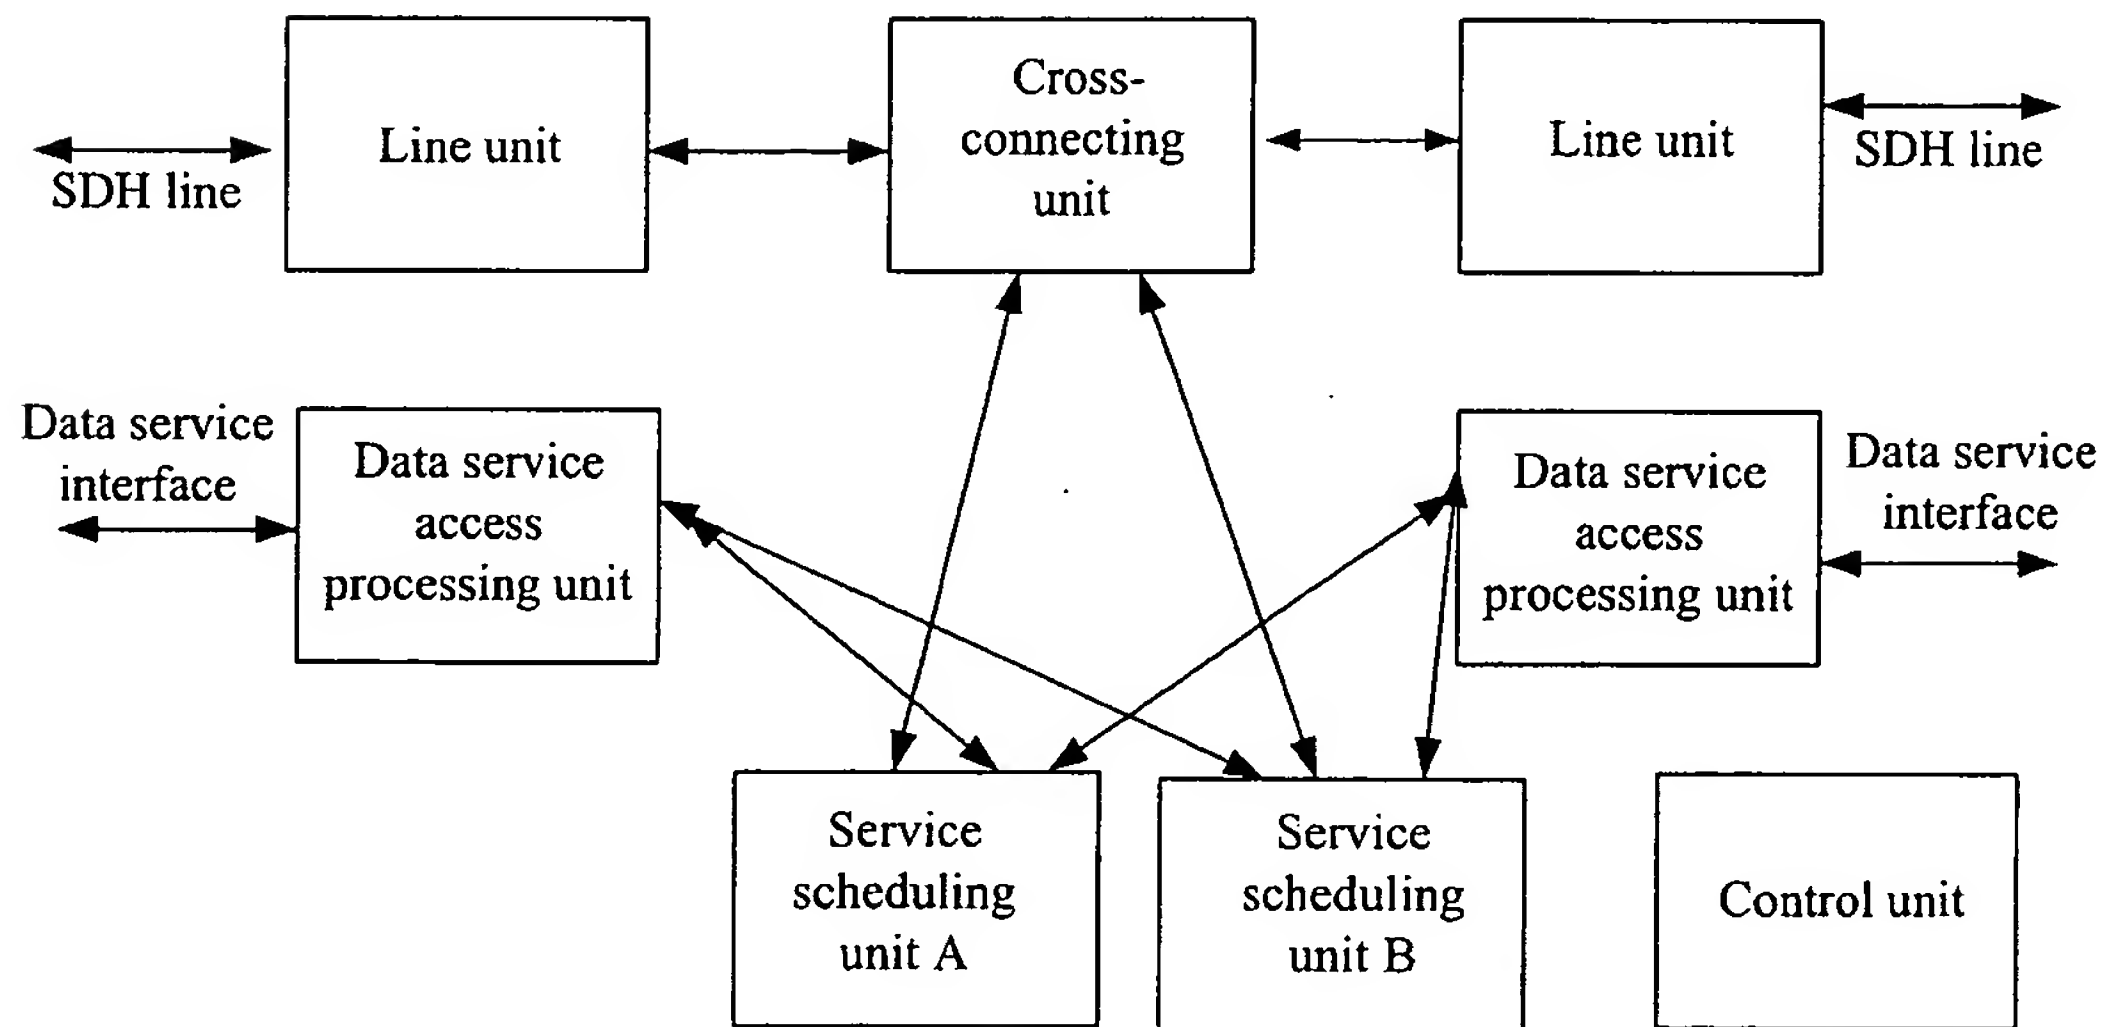 Line unit
Cross-
connecting
unit
Line unit
SDH line
SDH line
Data service
interface
Data service
access
processing unit
Data service
access
processing unit
Data service
interface
Service
scheduling
unit A
Service
scheduling
unit B
Control unit